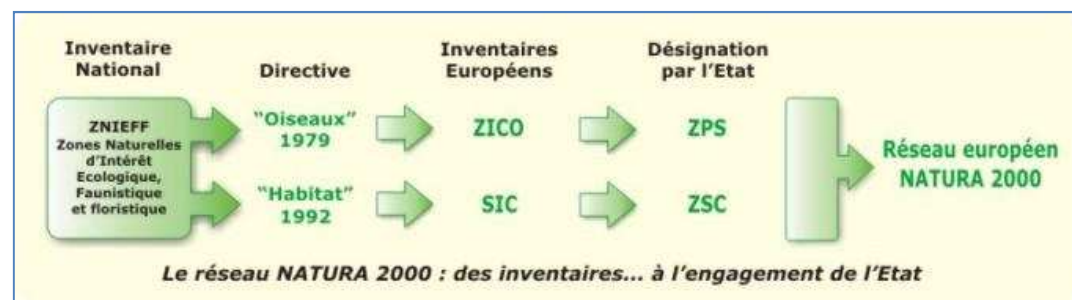 Inventaire
National
Directive
Inventaires
Européens
Désignation
par l'Etat
ZNIEFF
Zones Naturelles
d'Intérêt
Ecologique,
Faunistique
et floristique
"Oiseaux"
1979
ZICO
ZPS
"Habitat"
1992
SIC
ZSC
Réseau européen
NATURA 2000
Le réseau NATURA 2000 : des inventaires... à l'engagement de l'Etat